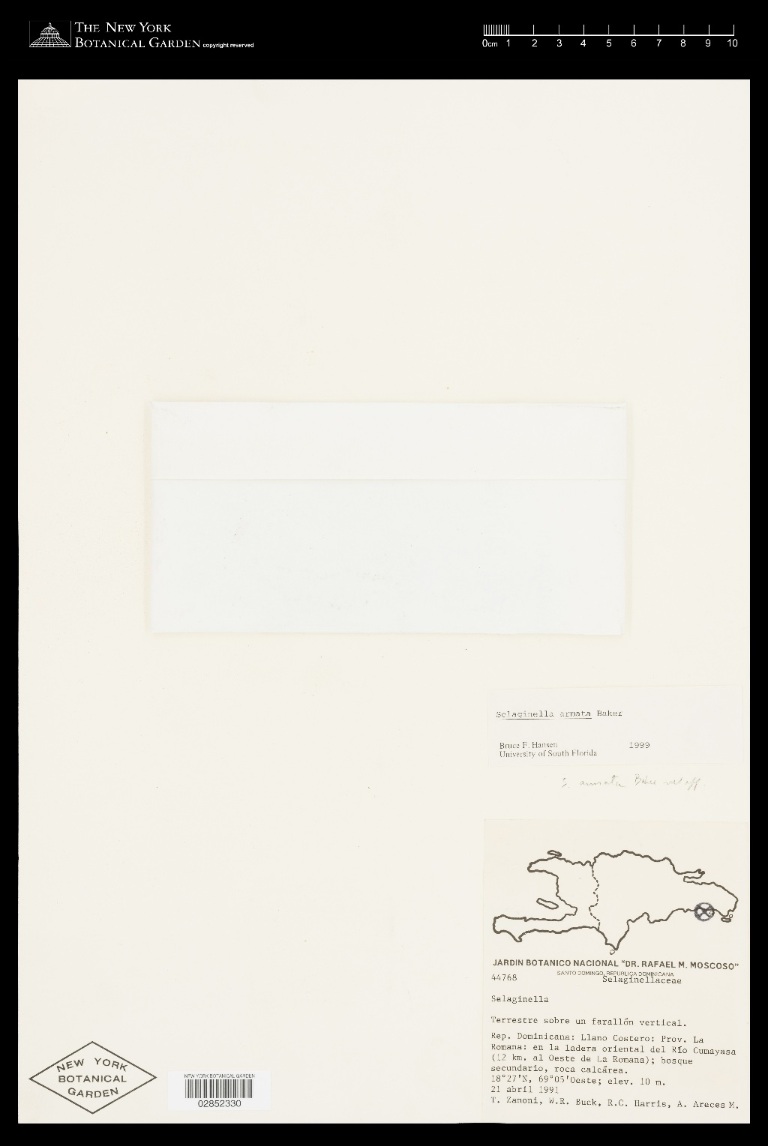 THE NEW YORK
BOTANICAL GARDEN copyright reserved
0cm 1 2 3 4 5 6 7 8 9 10
Selaginella ornata Baker
Bruce F. Hansen 1999
University of South Florida
JARDIN BOTANICO NACIONAL "DR. RAFAEL M. MOSCOSO"
SANTO DOMINGO, REPUBLICA DOMINICANA
44768 Selaginellaceae
Selaginella
Terrestre sobre un farallón vertical.
Rep. Dominicana: Llano Costero: Prov. La
Romana: en la ladera oriental del Río Cumayasa
(12 km. al Oeste de La Romana); bosque
secundario, roca calcárea.
18°27'N, 69°05'Oeste; elev. 10 m.
21 abril 1991
T. Zanoni, W.R. Buck, R.C. Harris, A. Areces M.
NEW YORK
BOTANICAL
GARDEN
NEW YORK BOTANICAL GARDEN
02852330